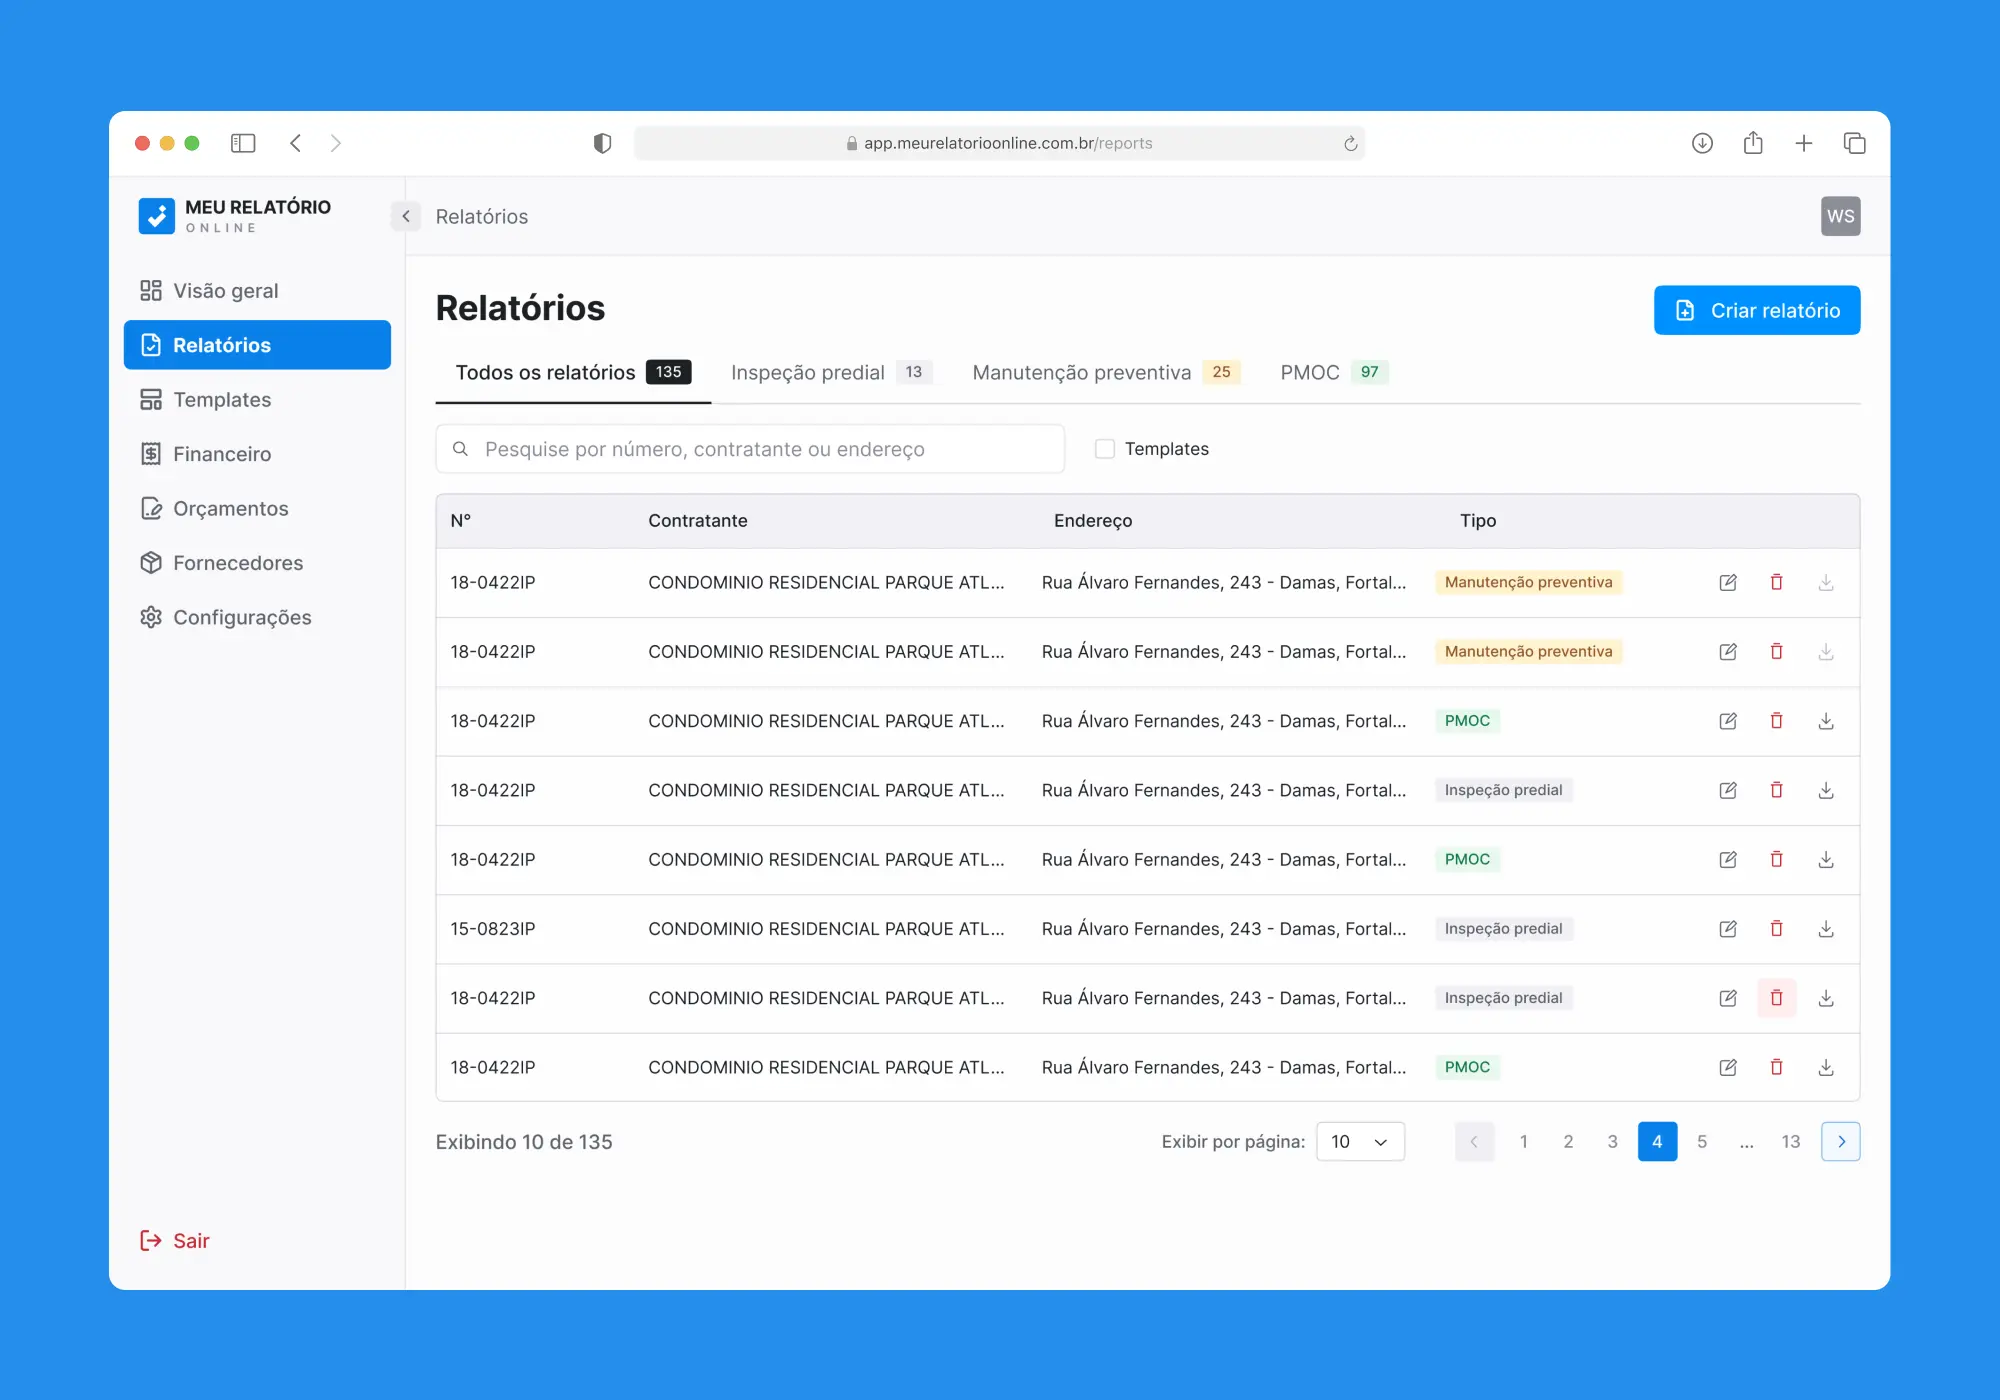 app.meurelatorioonline.com.br/reports
MEU RELATÓRIO
ONLINE
Relatórios
WS
Visão geral
Relatórios
Templates
Financeiro
Orçamentos
Fornecedores
Configurações
Sair
Relatórios
Criar relatório
Todos os relatórios 135 Inspeção predial 13 Manutenção preventiva 25 PMOC 97
Pesquise por número, contratante ou endereço Templates
N° Contratante Endereço Tipo
18-0422IP CONDOMINIO RESIDENCIAL PARQUE ATL... Rua Álvaro Fernandes, 243 - Damas, Fortal... Manutenção preventiva
18-0422IP CONDOMINIO RESIDENCIAL PARQUE ATL... Rua Álvaro Fernandes, 243 - Damas, Fortal... Manutenção preventiva
18-0422IP CONDOMINIO RESIDENCIAL PARQUE ATL... Rua Álvaro Fernandes, 243 - Damas, Fortal... PMOC
18-0422IP CONDOMINIO RESIDENCIAL PARQUE ATL... Rua Álvaro Fernandes, 243 - Damas, Fortal... Inspeção predial
18-0422IP CONDOMINIO RESIDENCIAL PARQUE ATL... Rua Álvaro Fernandes, 243 - Damas, Fortal... PMOC
15-0823IP CONDOMINIO RESIDENCIAL PARQUE ATL... Rua Álvaro Fernandes, 243 - Damas, Fortal... Inspeção predial
18-0422IP CONDOMINIO RESIDENCIAL PARQUE ATL... Rua Álvaro Fernandes, 243 - Damas, Fortal... Inspeção predial
18-0422IP CONDOMINIO RESIDENCIAL PARQUE ATL... Rua Álvaro Fernandes, 243 - Damas, Fortal... PMOC
Exibindo 10 de 135 Exibir por página: 10 1 2 3 4 5 ... 13